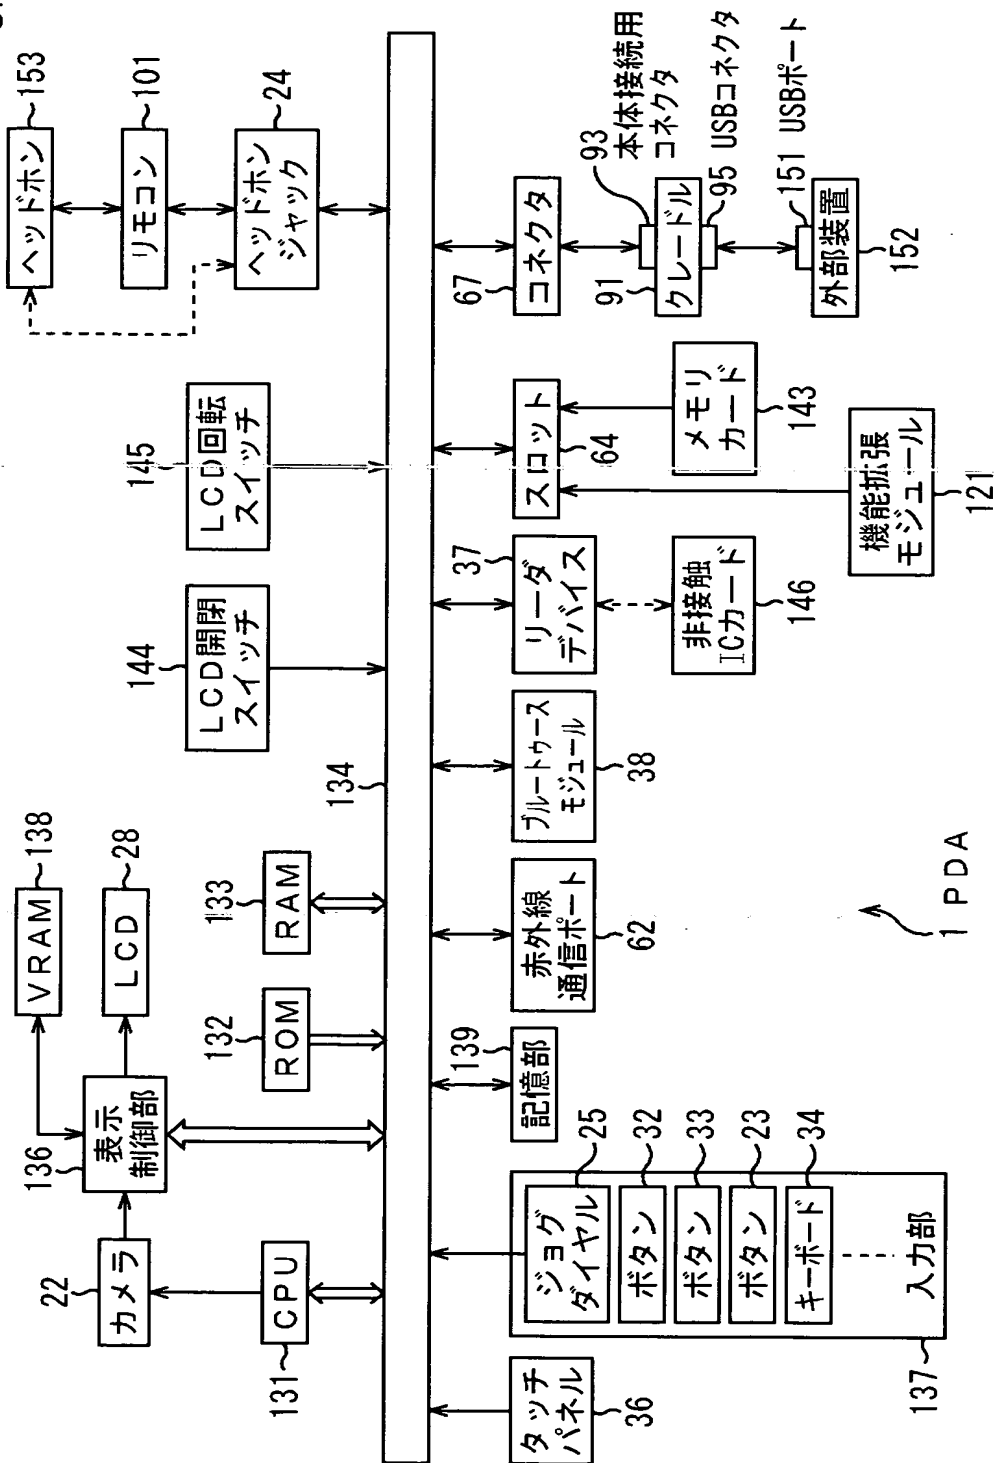 22
カメラ
131
CPU
136
表示
制御部
VRAM
138
LCD
28
132
ROM
133
RAM
134
144
LCD開閉
スイッチ
145
LCD回転
スイッチ
ヘッドホン
153
リモコン
101
ヘッドホン
ジャック
24
タッチ
パネル
36
ジョグ
ダイヤル
25
ボタン
32
ボタン
33
ボタン
23
キーボード
34
入力部
137
139
記憶部
赤外線
通信ポート
62
ブルートゥース
モジュール
38
37
リーダ
デバイス
非接触
ICカード
146
スロット
64
メモリ
カード
143
機能拡張
モジュール
121
67
コネクタ
93
本体接続用
コネクタ
91
クレードル
95 USBコネクタ
151 USBポート
外部装置
152
1 PDA